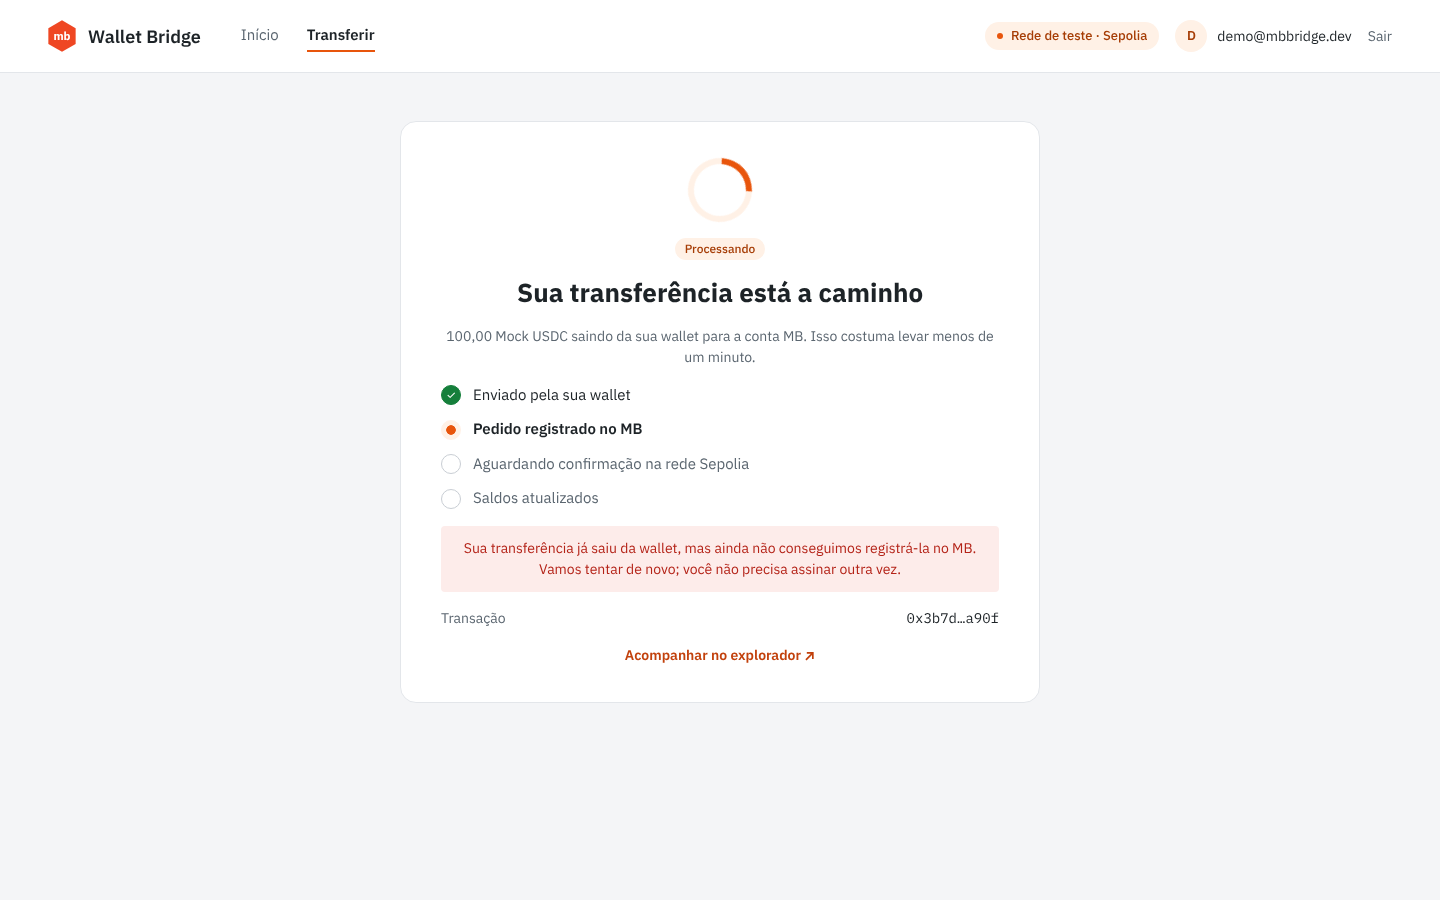 mb Wallet Bridge Início Transferir Rede de teste · Sepolia D demo@mbbridge.dev Sair
Processando
Sua transferência está a caminho
100,00 Mock USDC saindo da sua wallet para a conta MB. Isso costuma levar menos de
um minuto.
Enviado pela sua wallet
Pedido registrado no MB
Aguardando confirmação na rede Sepolia
Saldos atualizados
Sua transferência já saiu da wallet, mas ainda não conseguimos registrá-la no MB.
Vamos tentar de novo; você não precisa assinar outra vez.
Transação 0x3b7d…a90f
Acompanhar no explorador ↗